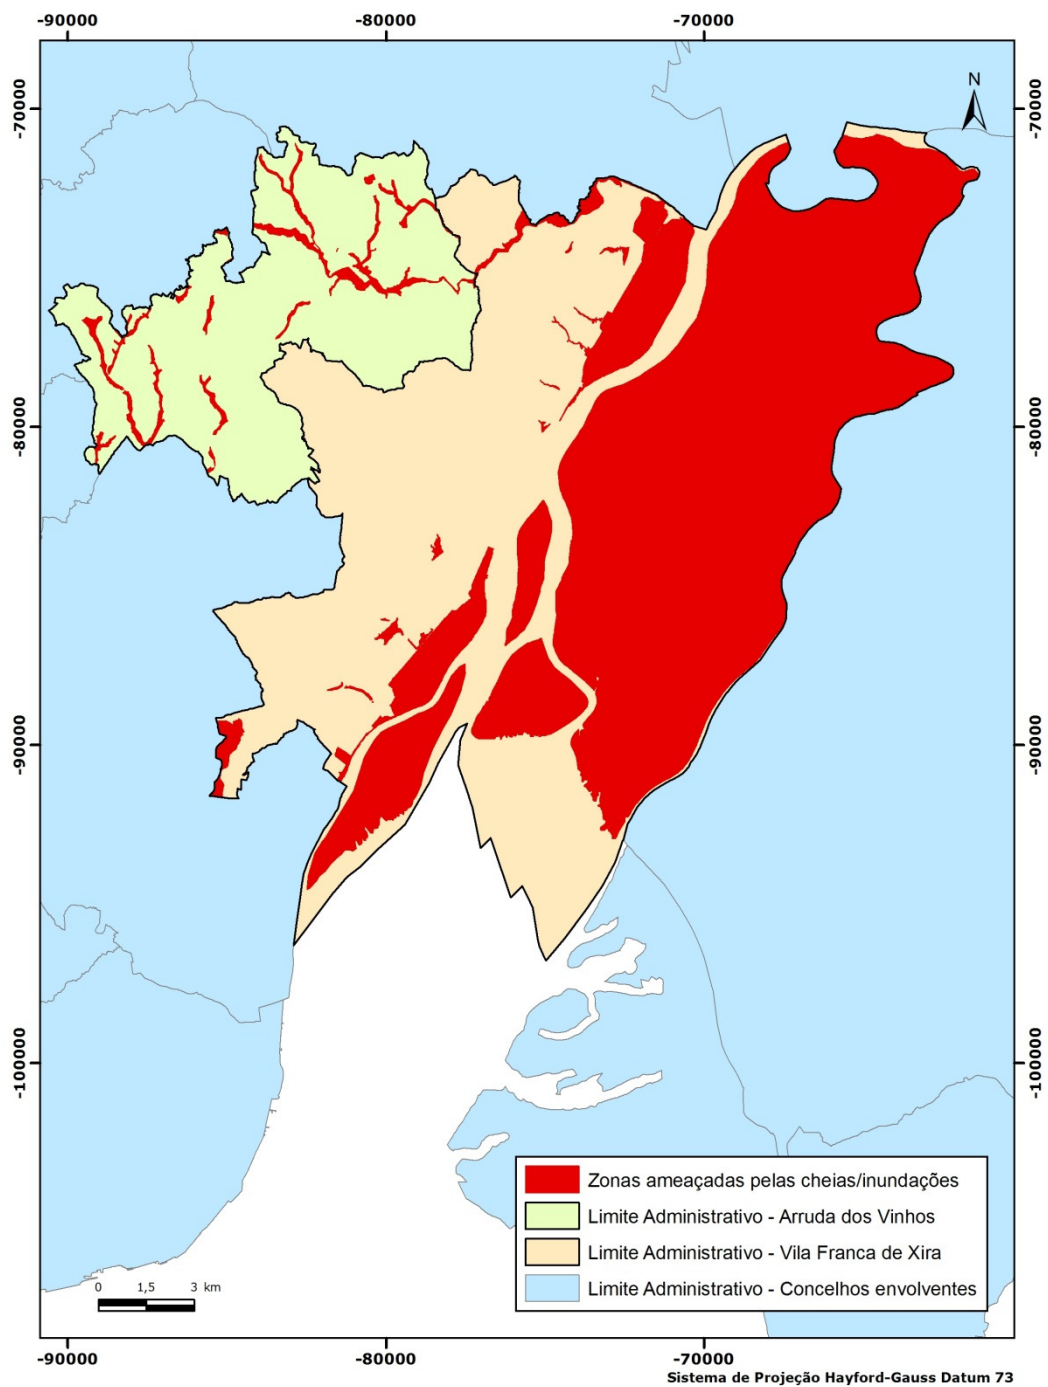 -90000 -80000 -70000
N
-70000 -70000
-80000 -80000
-90000 -90000
-100000 -100000
Zonas ameaçadas pelas cheias/inundações
Limite Administrativo - Arruda dos Vinhos
Limite Administrativo - Vila Franca de Xira
Limite Administrativo - Concelhos envolventes
0 1,5 3 km
-90000 -80000 -70000
Sistema de Projeção Hayford-Gauss Datum 73